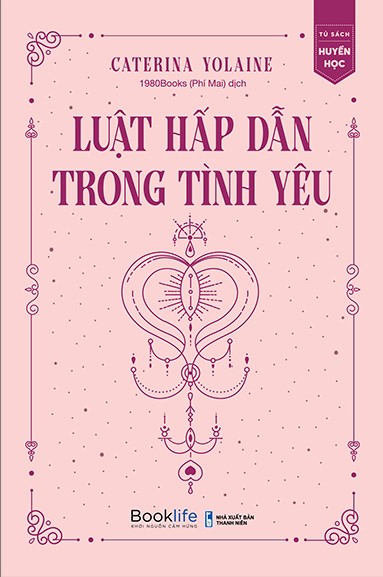 TỦ SÁCH
HUYỀN
HỌC
CATERINA YOLAINE
1980Books (Phí Mai) dịch
LUẬT HẤP DẪN
TRONG TÌNH YÊU
Booklife
KHƠI NGUỒN CẢM HỨNG
NHÀ XUẤT BẢN
THANH NIÊN